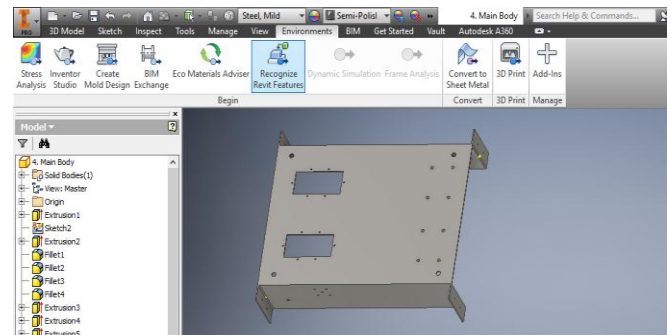 Steel, Mild
Semi-Polisl
4. Main Body
Search Help & Commands...
PRO
3D Model Sketch Inspect Tools Manage View Environments BIM Get Started Vault Autodesk A360
Stress Analysis
Inventor Studio
Create Mold Design
BIM Exchange
Eco Materials Adviser
Recognize Revit Features
Dynamic Simulation
Frame Analysis
Convert to Sheet Metal
3D Print
Add-Ins
Begin
Convert
3D Print
Manage
Model
4. Main Body
Solid Bodies(1)
View: Master
Origin
Extrusion1
Sketch2
Extrusion2
Fillet1
Fillet2
Fillet3
Fillet4
Extrusion3
Extrusion4
Extrusion5